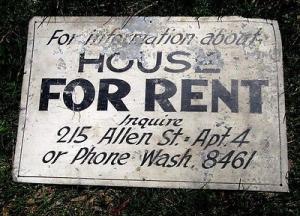 For information about
HOUSE
FOR RENT
Inquire
215 Allen St. Apt. 4
or Phone Wash. 8461